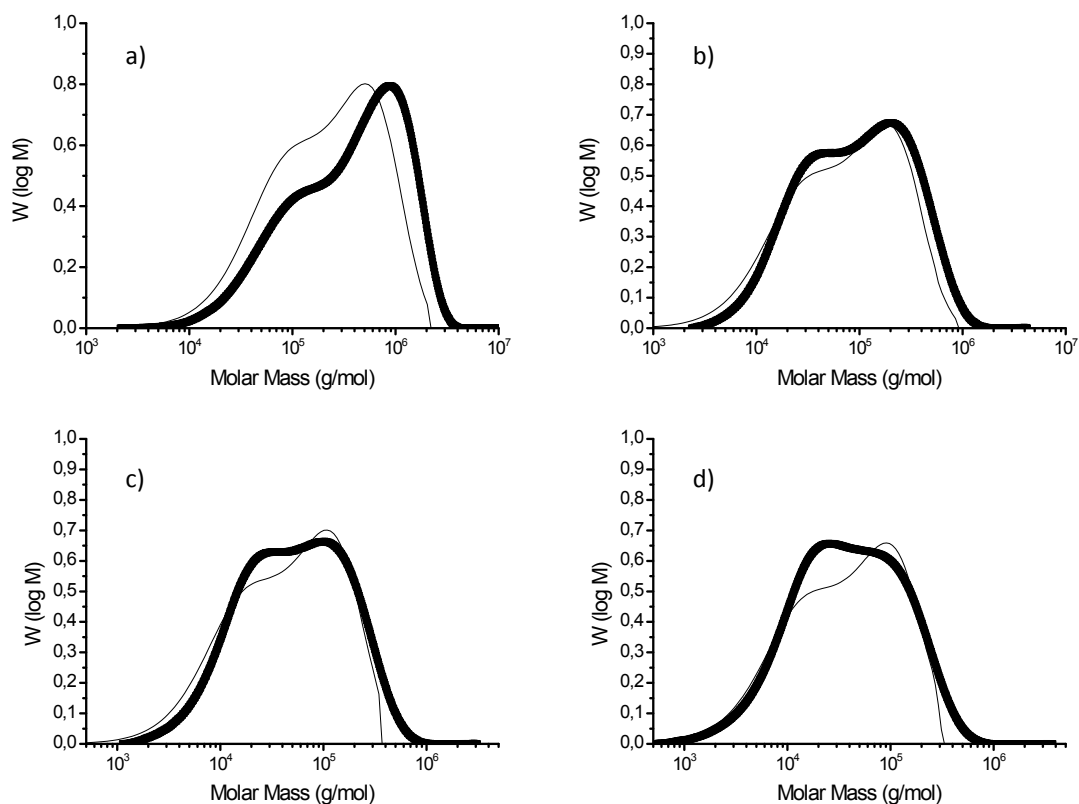 a)
W (log M)
1,0
0,8
0,6
0,4
0,2
0,0
10³ 10⁴ 10⁵ 10⁶ 10⁷
Molar Mass (g/mol)
b)
W (log M)
1,0
0,9
0,8
0,7
0,6
0,5
0,4
0,3
0,2
0,1
0,0
10³ 10⁴ 10⁵ 10⁶ 10⁷
Molar Mass (g/mol)
c)
W (log M)
1,0
0,9
0,8
0,7
0,6
0,5
0,4
0,3
0,2
0,1
0,0
10³ 10⁴ 10⁵ 10⁶
Molar Mass (g/mol)
d)
W (log M)
1,0
0,9
0,8
0,7
0,6
0,5
0,4
0,3
0,2
0,1
0,0
10³ 10⁴ 10⁵ 10⁶
Molar Mass (g/mol)